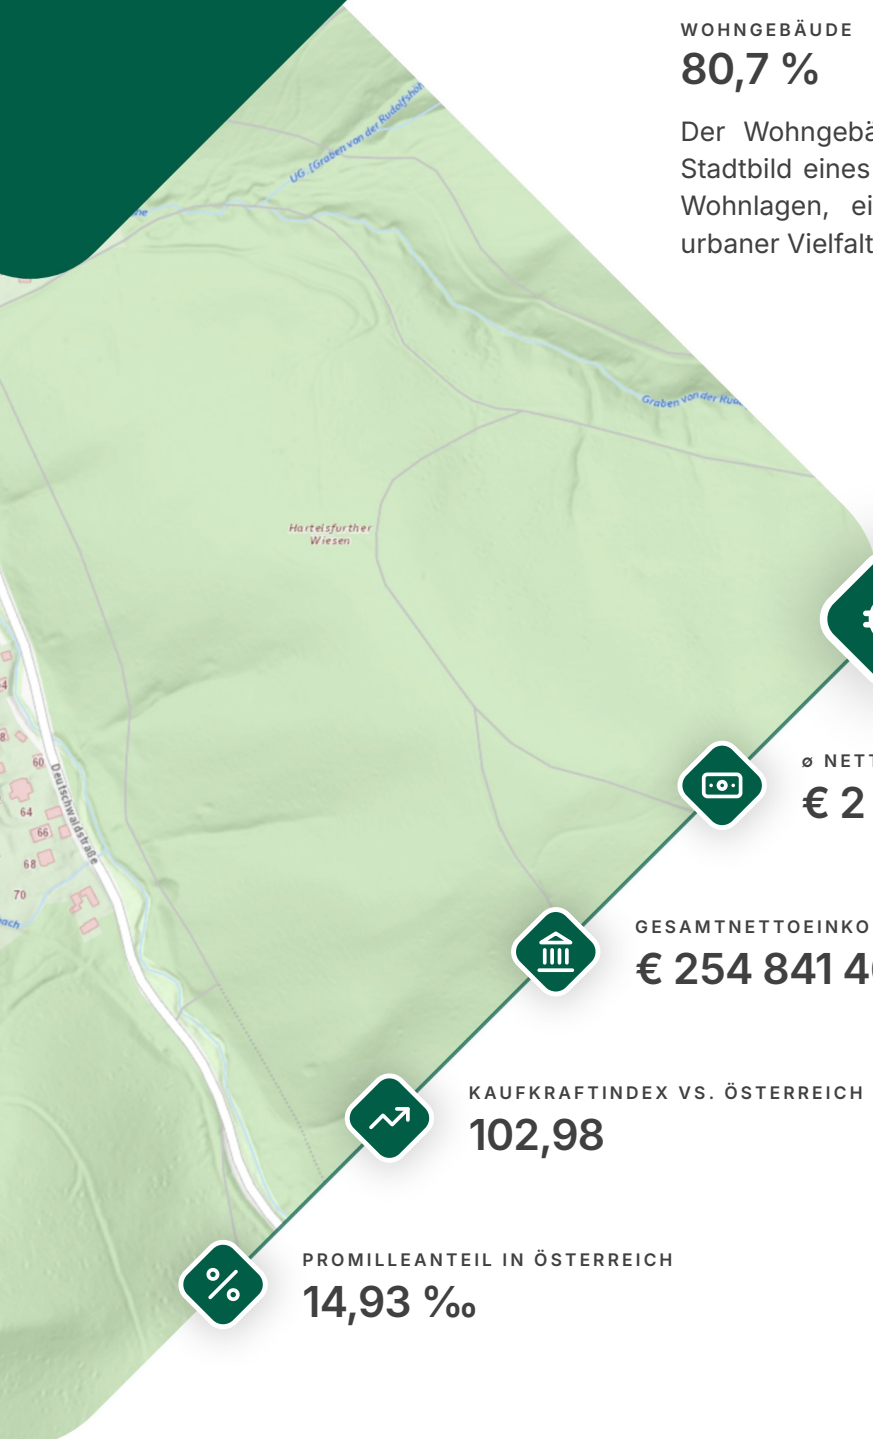 WOHNGEBÄUDE
80,7 %
Der Wohngebä
Stadtbild eines
Wohnlagen, ei
urbaner Vielfalt
UG. [Graben von der Rudolfshöh
Graben von der Rud
Hartelsfurther
Wiesen
60
Deutschwaldstraße
64
66
68
70
bach
ø NETT
€ 2
GESAMTNETTOEINKO
€ 254 841 4
KAUFKRAFTINDEX VS. ÖSTERREICH
102,98
PROMILLEANTEIL IN ÖSTERREICH
14,93 ‰